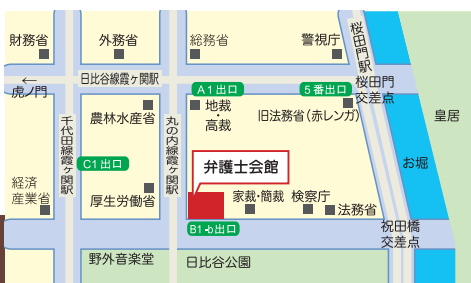 財務省
外務省
総務省
警視庁
桜田門駅
日比谷線霞ヶ関駅
←
虎ノ門
A1出口
5番出口
桜田門
交差点
農林水産省
地裁
・
高裁
旧法務省(赤レンガ)
皇居
千代田線霞ヶ関駅
丸の内線霞ヶ関駅
C1出口
弁護士会館
お堀
経済
産業省
厚生労働省
家裁・簡裁
検察庁
法務省
B1-b出口
祝田橋
交差点
野外音楽堂
日比谷公園